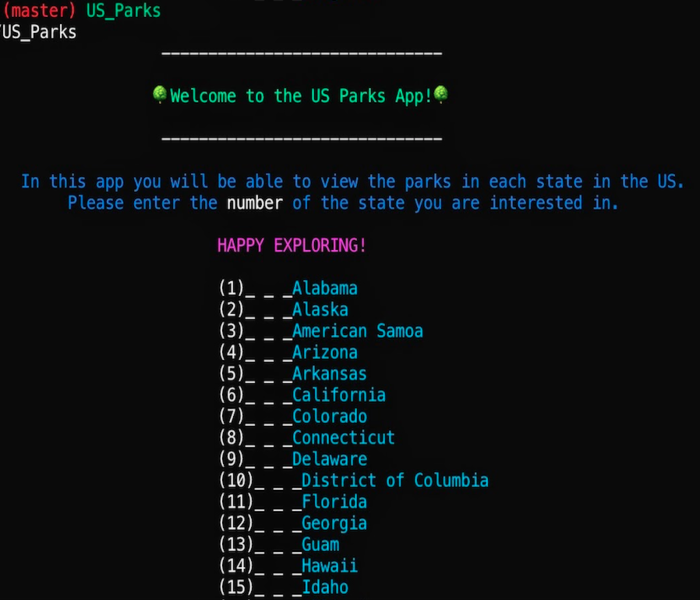 (master) US_Parks
US_Parks
______________________________
Welcome to the US Parks App!
______________________________
In this app you will be able to view the parks in each state in the US.
Please enter the number of the state you are interested in.
HAPPY EXPLORING!
(1)_ _ _Alabama
(2)_ _ _Alaska
(3)_ _ _American Samoa
(4)_ _ _Arizona
(5)_ _ _Arkansas
(6)_ _ _California
(7)_ _ _Colorado
(8)_ _ _Connecticut
(9)_ _ _Delaware
(10)_ _ _District of Columbia
(11)_ _ _Florida
(12)_ _ _Georgia
(13)_ _ _Guam
(14)_ _ _Hawaii
(15)_ _ _Idaho